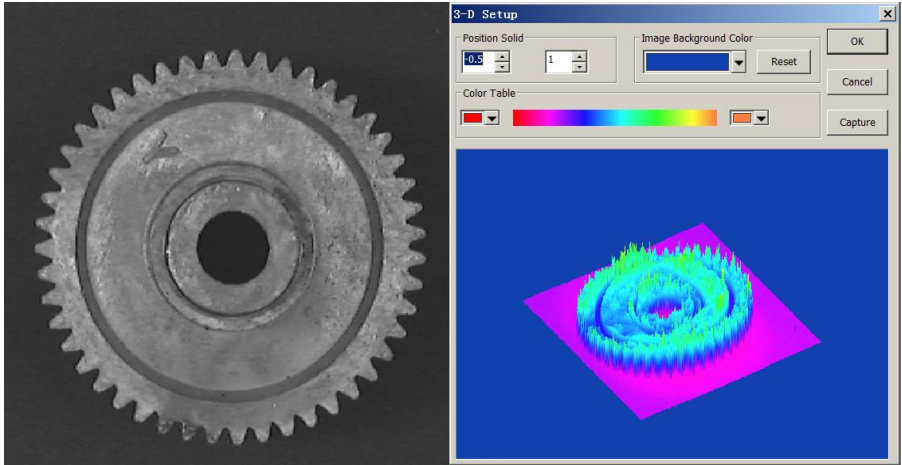 3-D Setup
Position Solid
-0.5
1
Image Background Color
Reset
OK
Cancel
Color Table
Capture